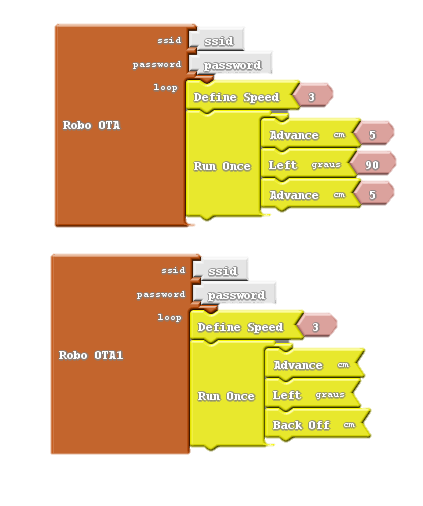 ssid ssid
password password
loop
Define Speed 3
Robo OTA
Advance cm 5
Run Once
Left graus 90
Advance cm 5
ssid ssid
password password
loop
Define Speed 3
Robo OTA1
Advance cm
Run Once
Left graus
Back Off cm